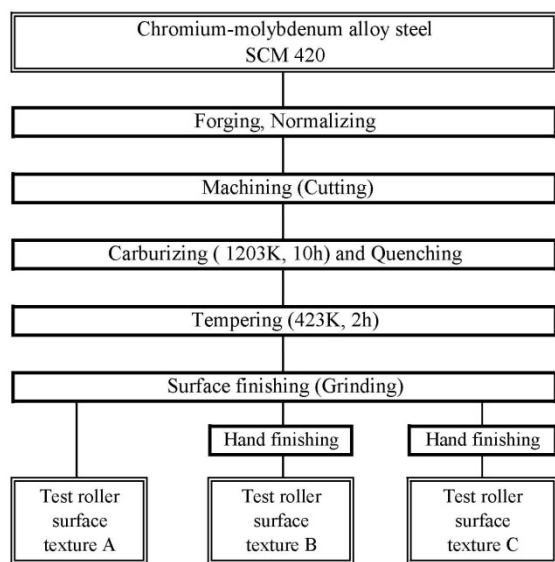 Chromium-molybdenum alloy steel
SCM 420
Forging, Normalizing
Machining (Cutting)
Carburizing ( 1203K, 10h) and Quenching
Tempering (423K, 2h)
Surface finishing (Grinding)
Hand finishing
Hand finishing
Test roller
surface
texture A
Test roller
surface
texture B
Test roller
surface
texture C